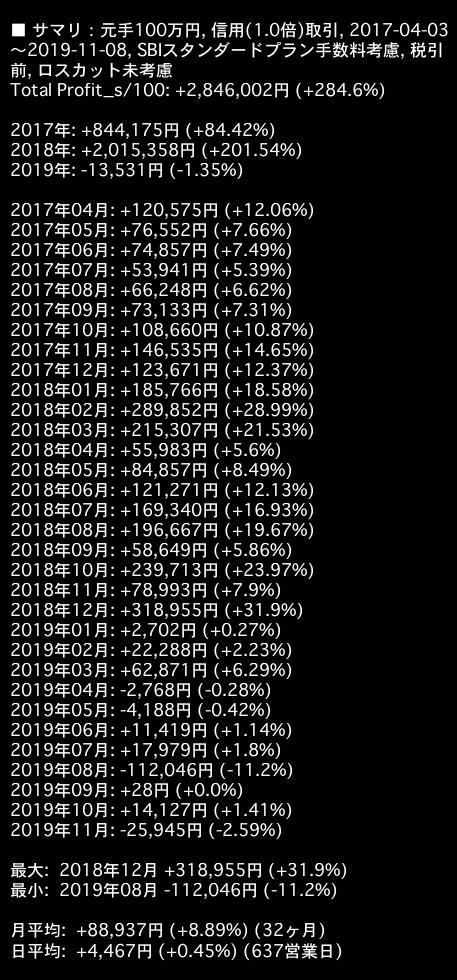 ■ サマリ：元手100万円, 信用(1.0倍)取引, 2017-04-03
～2019-11-08, SBIスタンダードプラン手数料考慮, 税引
前, ロスカット未考慮
Total Profit_s/100: +2,846,002円 (+284.6%)
2017年: +844,175円 (+84.42%)
2018年: +2,015,358円 (+201.54%)
2019年: -13,531円 (-1.35%)
2017年04月: +120,575円 (+12.06%)
2017年05月: +76,552円 (+7.66%)
2017年06月: +74,857円 (+7.49%)
2017年07月: +53,941円 (+5.39%)
2017年08月: +66,248円 (+6.62%)
2017年09月: +73,133円 (+7.31%)
2017年10月: +108,660円 (+10.87%)
2017年11月: +146,535円 (+14.65%)
2017年12月: +123,671円 (+12.37%)
2018年01月: +185,766円 (+18.58%)
2018年02月: +289,852円 (+28.99%)
2018年03月: +215,307円 (+21.53%)
2018年04月: +55,983円 (+5.6%)
2018年05月: +84,857円 (+8.49%)
2018年06月: +121,271円 (+12.13%)
2018年07月: +169,340円 (+16.93%)
2018年08月: +196,667円 (+19.67%)
2018年09月: +58,649円 (+5.86%)
2018年10月: +239,713円 (+23.97%)
2018年11月: +78,993円 (+7.9%)
2018年12月: +318,955円 (+31.9%)
2019年01月: +2,702円 (+0.27%)
2019年02月: +22,288円 (+2.23%)
2019年03月: +62,871円 (+6.29%)
2019年04月: -2,768円 (-0.28%)
2019年05月: -4,188円 (-0.42%)
2019年06月: +11,419円 (+1.14%)
2019年07月: +17,979円 (+1.8%)
2019年08月: -112,046円 (-11.2%)
2019年09月: +28円 (+0.0%)
2019年10月: +14,127円 (+1.41%)
2019年11月: -25,945円 (-2.59%)
最大: 2018年12月 +318,955円 (+31.9%)
最小: 2019年08月 -112,046円 (-11.2%)
月平均: +88,937円 (+8.89%) (32ヶ月)
日平均: +4,467円 (+0.45%) (637営業日)